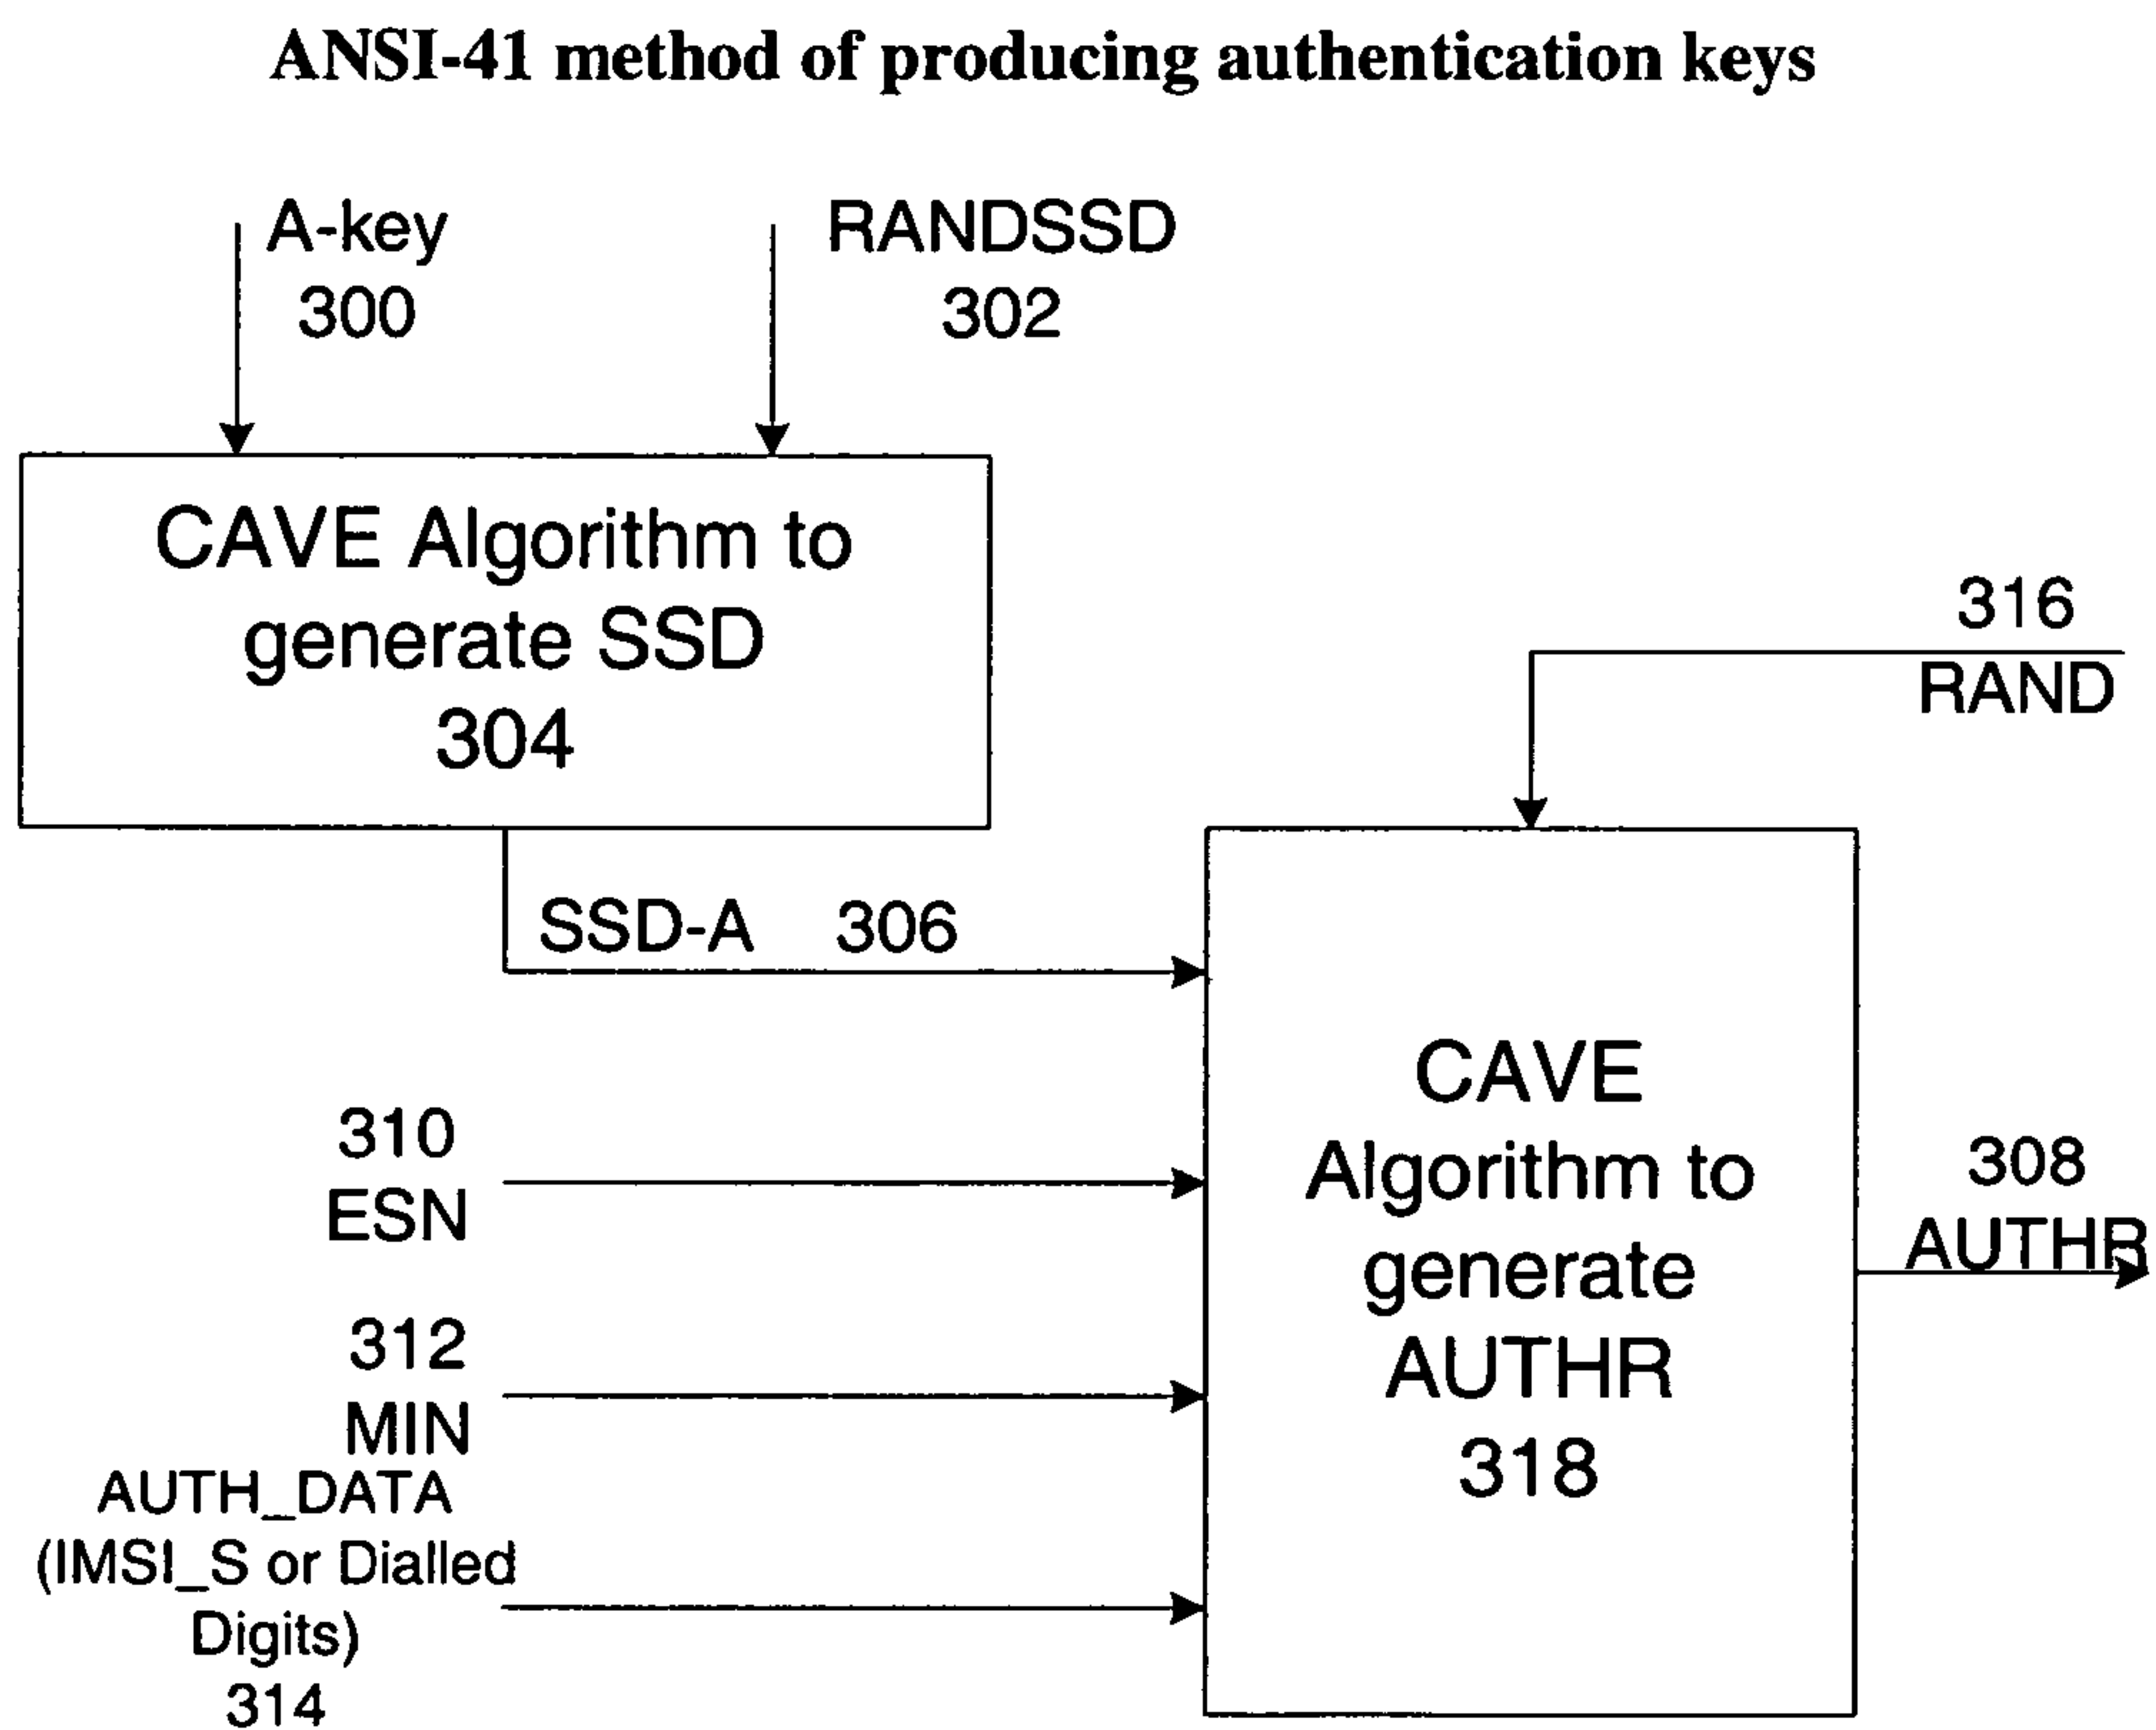 ANSI-41 method of producing authentication keys
A-key
300
RANDSSD
302
CAVE Algorithm to
generate SSD
304
316
RAND
SSD-A 306
310
ESN
312
MIN
AUTH_DATA
(IMSI_S or Dialled
Digits)
314
CAVE
Algorithm to
generate
AUTHR
318
308
AUTHR